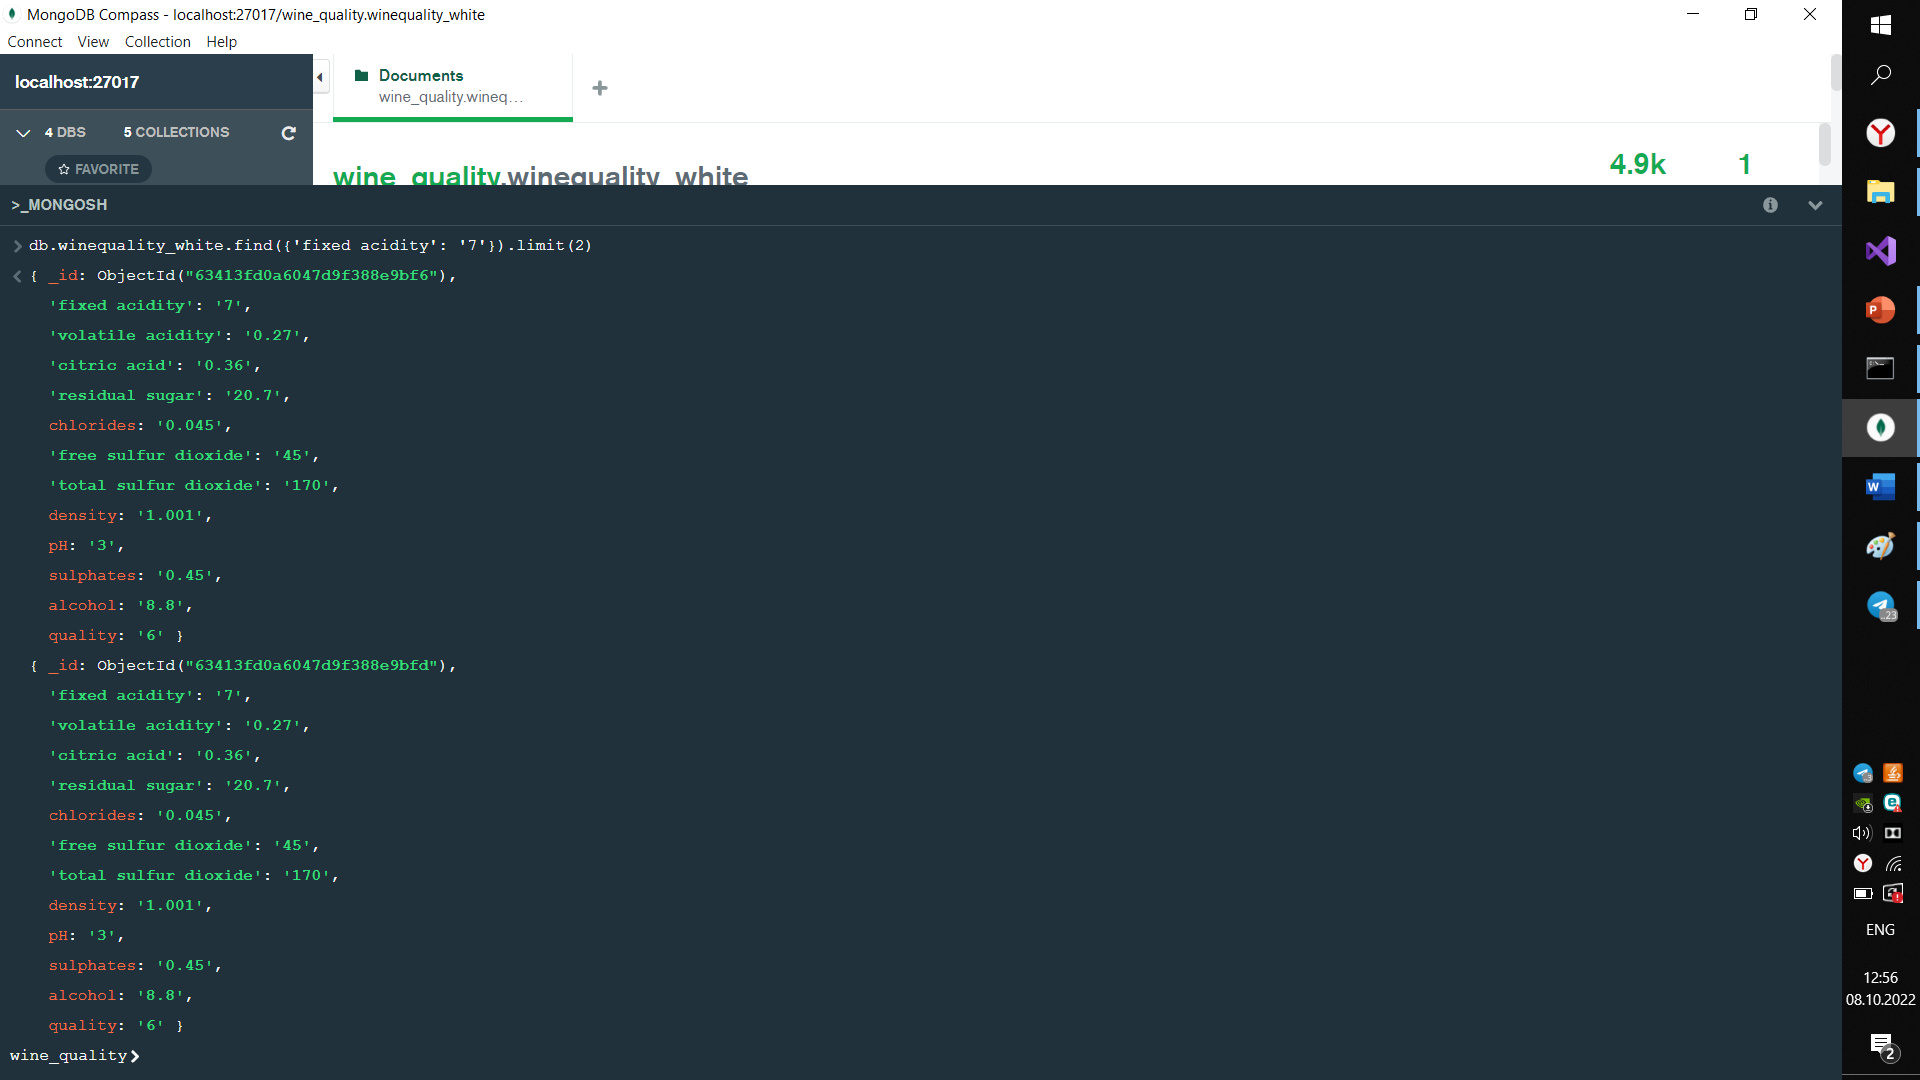 MongoDB Compass - localhost:27017/wine_quality.winequality_white
Connect View Collection Help
localhost:27017
Documents
wine_quality.wineq...
4 DBS 5 COLLECTIONS
FAVORITE
wine_quality.winequality_white
4.9k 1
>_MONGOSH
db.winequality_white.find({'fixed acidity': '7'}).limit(2)
{ _id: ObjectId("63413fd0a6047d9f388e9bf6"),
'fixed acidity': '7',
'volatile acidity': '0.27',
'citric acid': '0.36',
'residual sugar': '20.7',
chlorides: '0.045',
'free sulfur dioxide': '45',
'total sulfur dioxide': '170',
density: '1.001',
pH: '3',
sulphates: '0.45',
alcohol: '8.8',
quality: '6' }
{ _id: ObjectId("63413fd0a6047d9f388e9bfd"),
'fixed acidity': '7',
'volatile acidity': '0.27',
'citric acid': '0.36',
'residual sugar': '20.7',
chlorides: '0.045',
'free sulfur dioxide': '45',
'total sulfur dioxide': '170',
density: '1.001',
pH: '3',
sulphates: '0.45',
alcohol: '8.8',
quality: '6' }
wine_quality>
ENG
12:56
08.10.2022
2